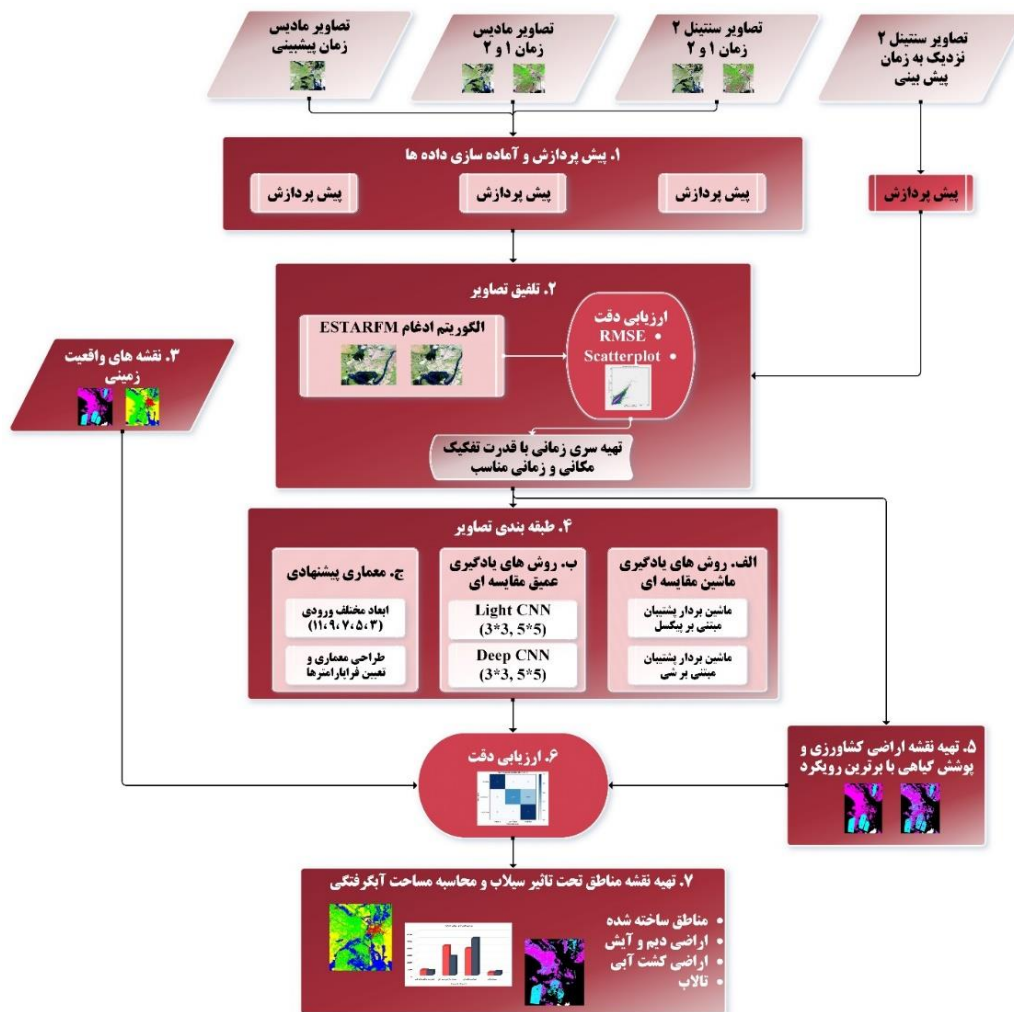 تصاویر سنتینل ۲
نزدیک به زمان
پیش بینی
تصاویر سنتینل ۲
زمان ۱ و ۲
تصاویر مادیس
زمان ۱ و ۲
تصاویر مادیس
زمان پیشبینی
۱. پیش پردازش و آماده سازی داده ها
پیش پردازش
پیش پردازش
پیش پردازش
پیش پردازش
۲. تلفیق تصاویر
ارزیابی دقت
RMSE •
Scatterplot •
الگوریتم ادغام ESTARFM
تهیه سری زمانی با قدرت تفکیک
مکانی و زمانی مناسب
۳. نقشه های واقعیت
زمینی
۴. طبقه بندی تصاویر
الف. روش های یادگیری
ماشین مقایسه ای
ماشین بردار پشتیبان
مبتنی بر پیکسل
ماشین بردار پشتیبان
مبتنی بر شی
ب. روش های یادگیری
عمیق مقایسه ای
Light CNN
(3*3, 5*5)
Deep CNN
(3*3, 5*5)
ج. معماری پیشنهادی
ابعاد مختلف ورودی
(۳، ۵، ۷، ۹، ۱۱)
طراحی معماری و
تعیین فراپارامترها
۵. تهیه نقشه اراضی کشاورزی و
پوشش گیاهی با برترین رویکرد
۶. ارزیابی دقت
۷. تهیه نقشه مناطق تحت تاثیر سیلاب و محاسبه مساحت آبگرفتگی
• مناطق ساخته شده
• اراضی دیم و آیش
• اراضی کشت آبی
• تالاب